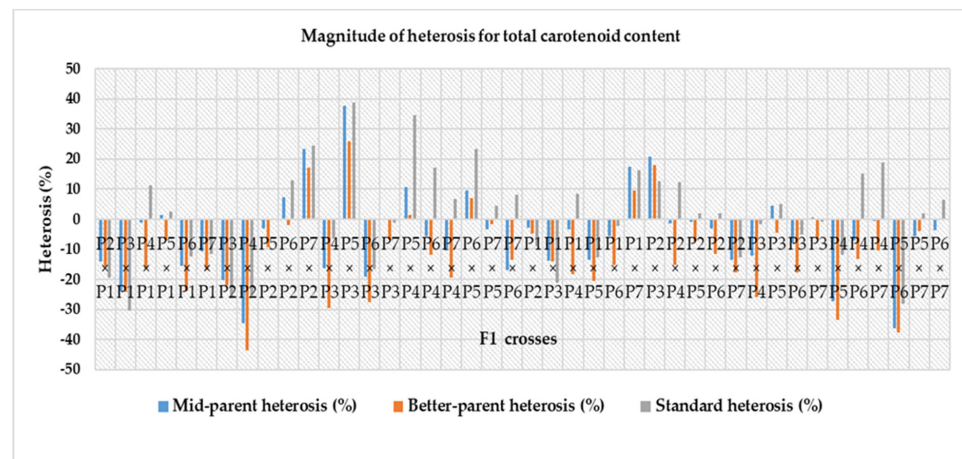 Magnitude of heterosis for total carotenoid content
50
40
30
20
10
0
-10
-20
-30
-40
-50
Heterosis (%)
P2 P3 P4 P5 P6 P7 P3 P4 P5 P6 P7 P4 P5 P6 P7 P5 P6 P7 P6 P7 P7 P1 P1 P1 P1 P1 P1 P2 P2 P2 P2 P2 P3 P3 P3 P3 P4 P4 P4 P5 P5 P6
× × × × × × × × × × × × × × × × × × × × × × × × × × × × × × × × × × × × × × × × × ×
P1 P1 P1 P1 P1 P1 P2 P2 P2 P2 P2 P3 P3 P3 P3 P4 P4 P4 P5 P5 P6 P2 P3 P4 P5 P6 P7 P3 P4 P5 P6 P7 P4 P5 P6 P7 P5 P6 P7 P6 P7 P7
F1 crosses
Mid-parent heterosis (%) Better-parent heterosis (%) Standard heterosis (%)